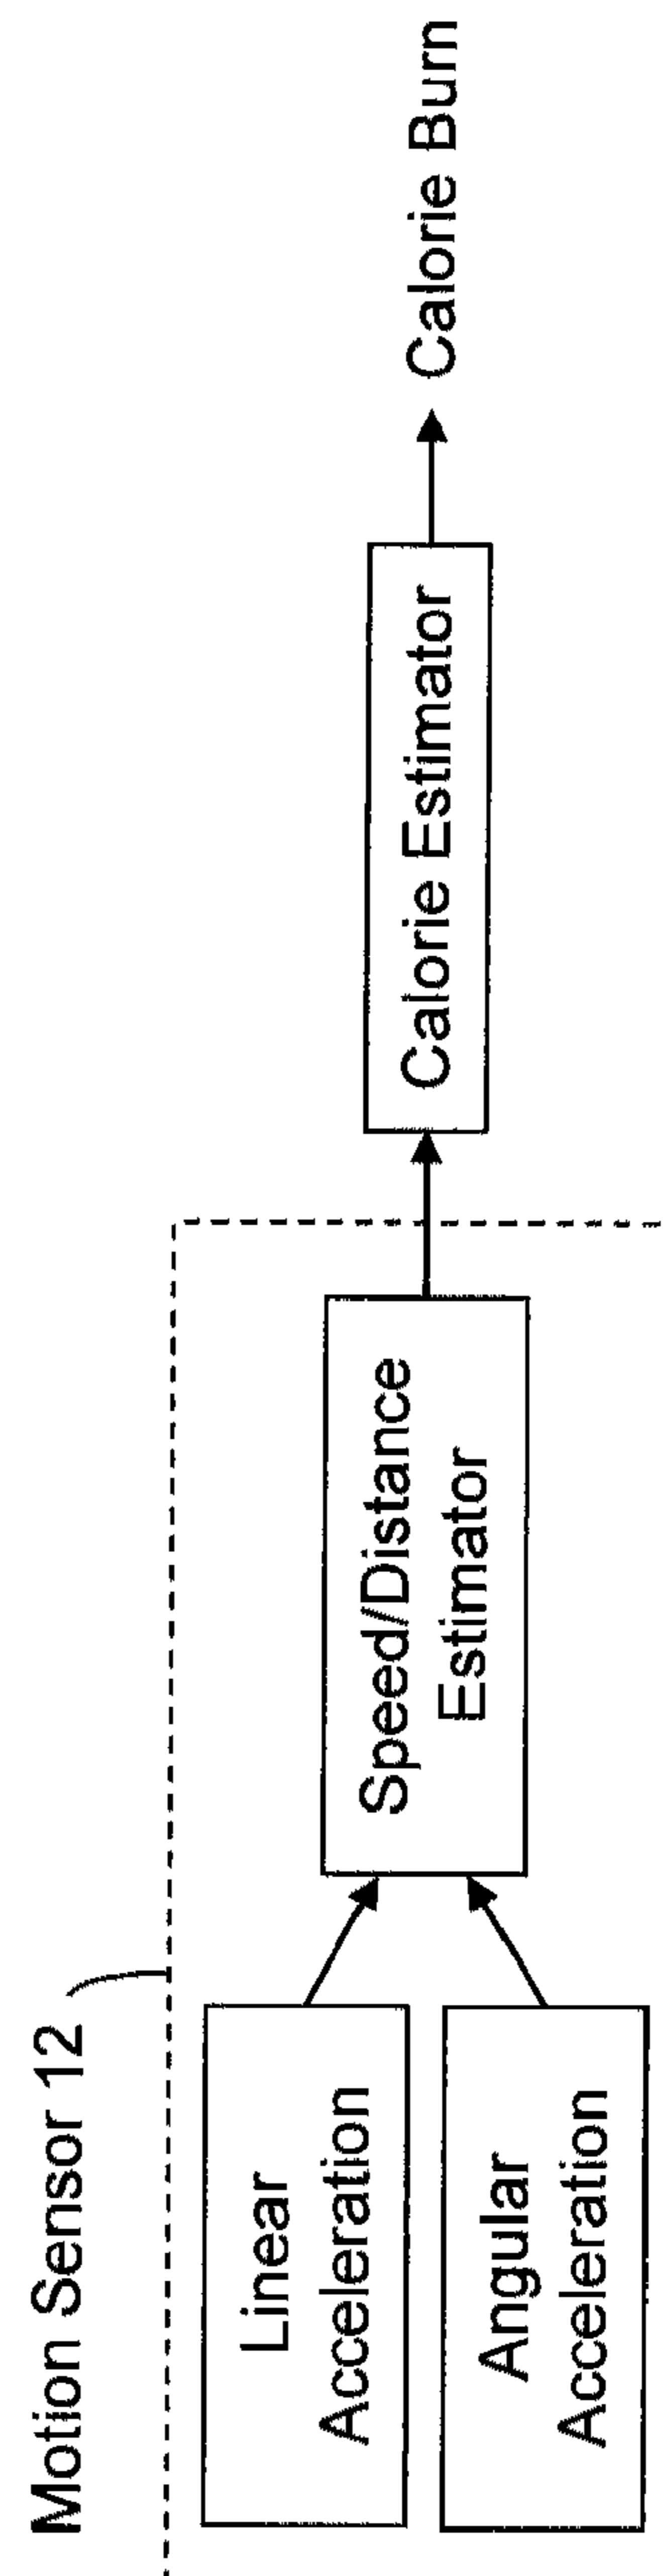 Motion Sensor 12
Linear
Acceleration
Angular
Acceleration
Speed/Distance
Estimator
Calorie Estimator
Calorie Burn